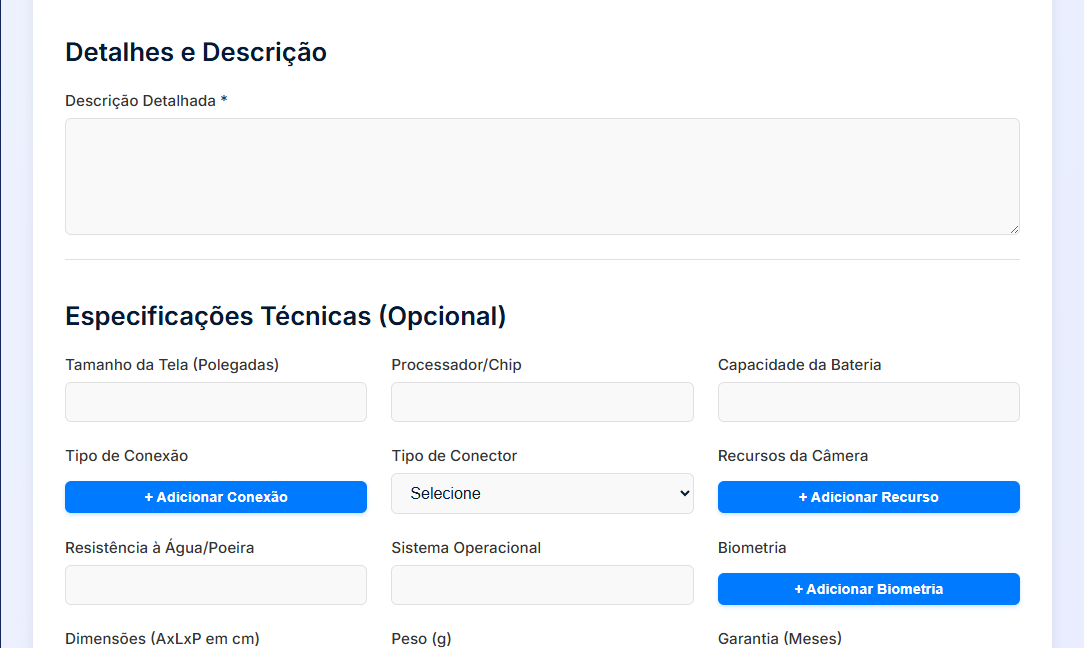 Detalhes e Descrição
Descrição Detalhada *
Especificações Técnicas (Opcional)
Tamanho da Tela (Polegadas) Processador/Chip Capacidade da Bateria
Tipo de Conexão Tipo de Conector Recursos da Câmera
+ Adicionar Conexão Selecione + Adicionar Recurso
Resistência à Água/Poeira Sistema Operacional Biometria
+ Adicionar Biometria
Dimensões (AxLxP em cm) Peso (g) Garantia (Meses)